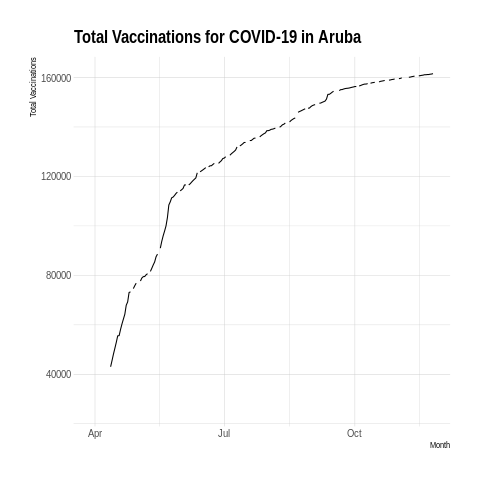 Total Vaccinations for COVID-19 in Aruba
Total Vaccinations
160000
120000
80000
40000
Apr Jul Oct
Month